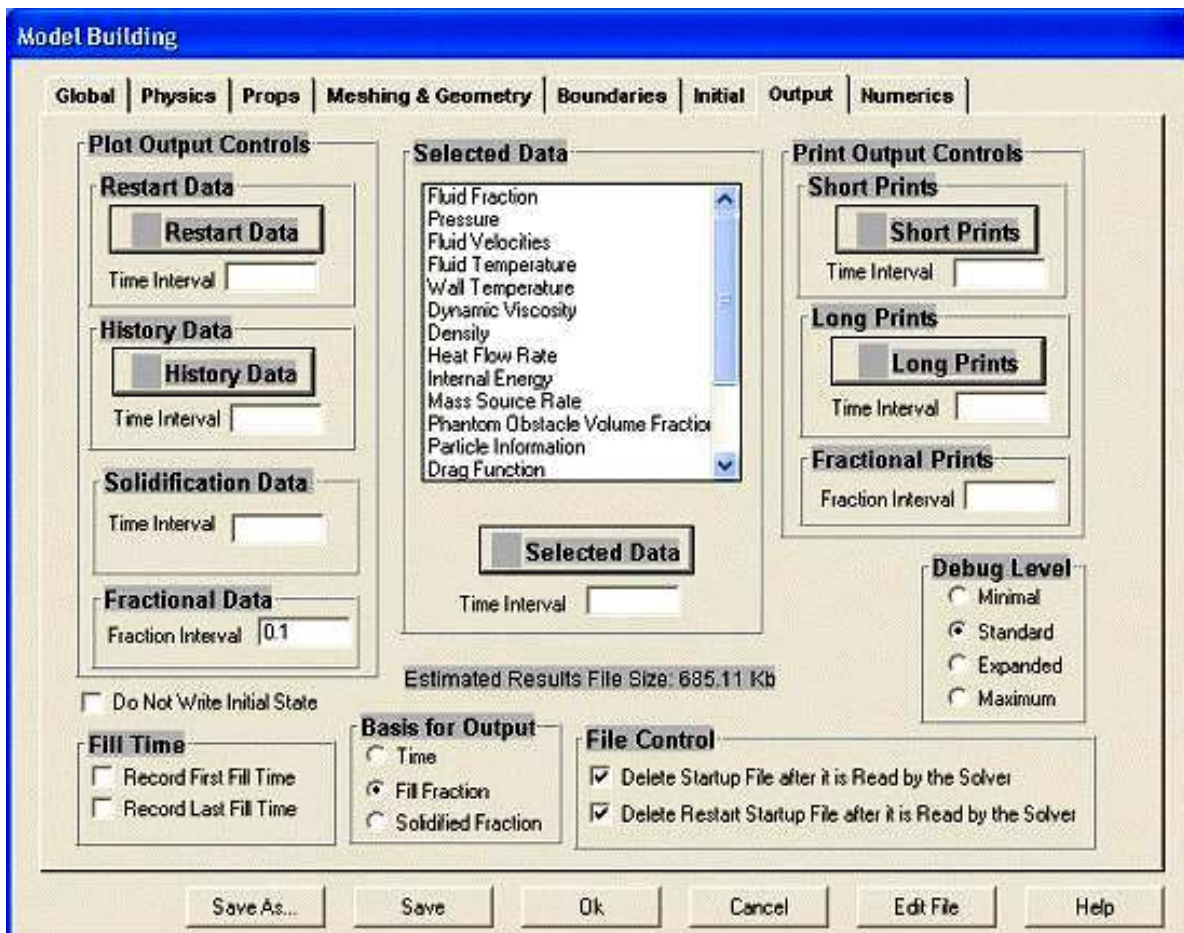 Model Building
Global Physics Props Meshing & Geometry Boundaries Initial Output Numerics
Plot Output Controls
Restart Data
Restart Data
Time Interval
History Data
History Data
Time Interval
Solidification Data
Time Interval
Fractional Data
Fraction Interval 0.1
Do Not Write Initial State
Fill Time
Record First Fill Time
Record Last Fill Time
Selected Data
Fluid Fraction
Pressure
Fluid Velocities
Fluid Temperature
Wall Temperature
Dynamic Viscosity
Density
Heat Flow Rate
Internal Energy
Mass Source Rate
Phantom Obstacle Volume Fraction
Particle Information
Drag Function
Selected Data
Time Interval
Estimated Results File Size: 685.11 Kb
Basis for Output
Time
Fill Fraction
Solidified Fraction
Print Output Controls
Short Prints
Short Prints
Time Interval
Long Prints
Long Prints
Time Interval
Fractional Prints
Fraction Interval
Debug Level
Minimal
Standard
Expanded
Maximum
File Control
Delete Startup File after it is Read by the Solver
Delete Restart Startup File after it is Read by the Solver
Save As... Save Ok Cancel Edit File Help